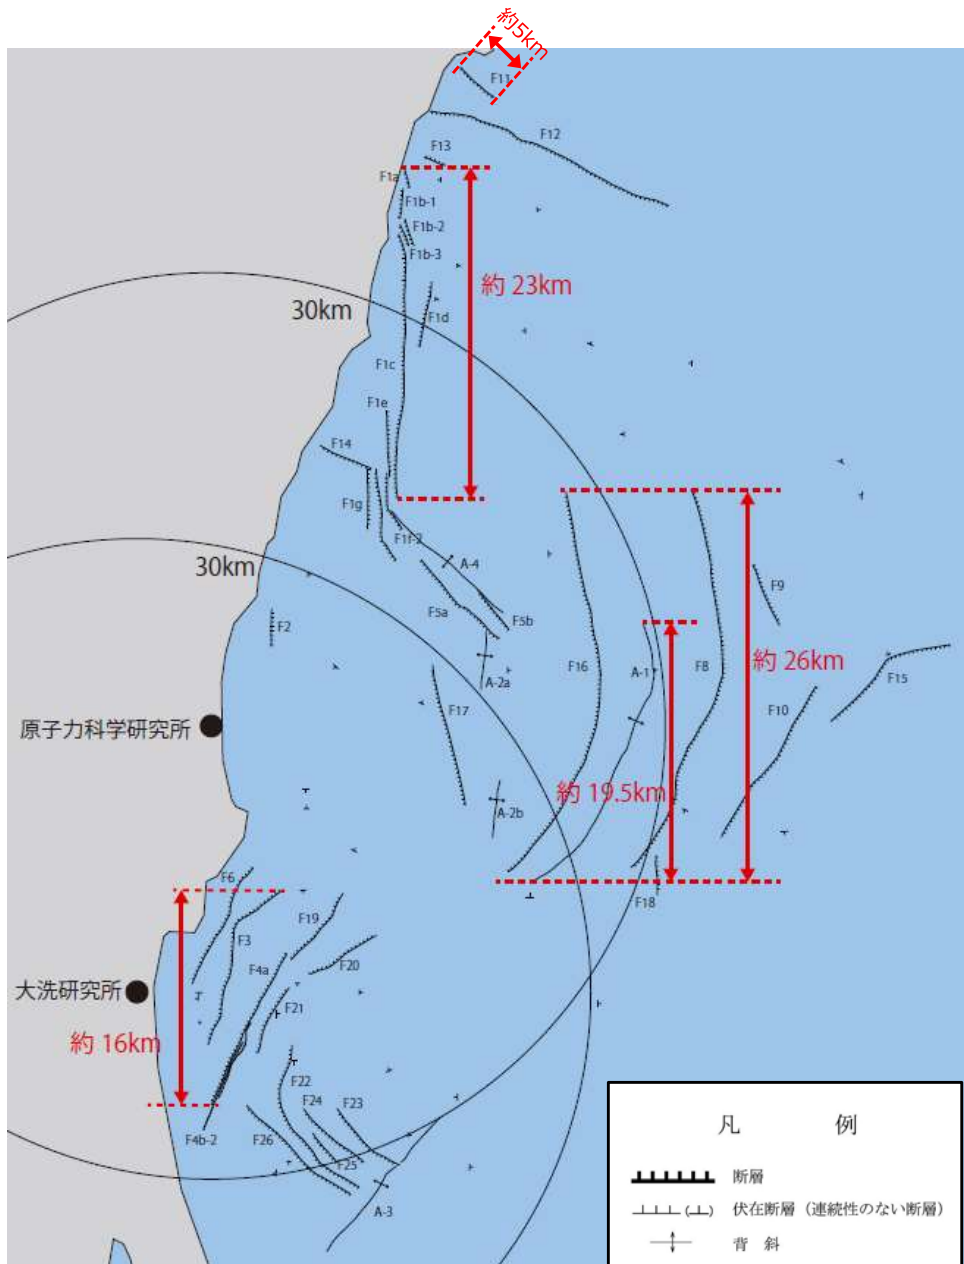 約5km
F11
F12
F13
F1a
F1b-1
F1b-2
F1b-3
約 23km
30km
F1d
F1c
F1e
F14
F1g
F1f-2
A-4
30km
F9
F5a
F5b
F2
F16
A-1
F8
約 26km
F15
A-2a
F17
F10
原子力科学研究所
約 19.5km
A-2b
F6
F18
F19
F3
F4a
F20
大洗研究所
F21
約 16km
F22
F24
F23
F4b-2
F26
F25
A-3
凡 例
断層
伏在断層（連続性のない断層）
背 斜